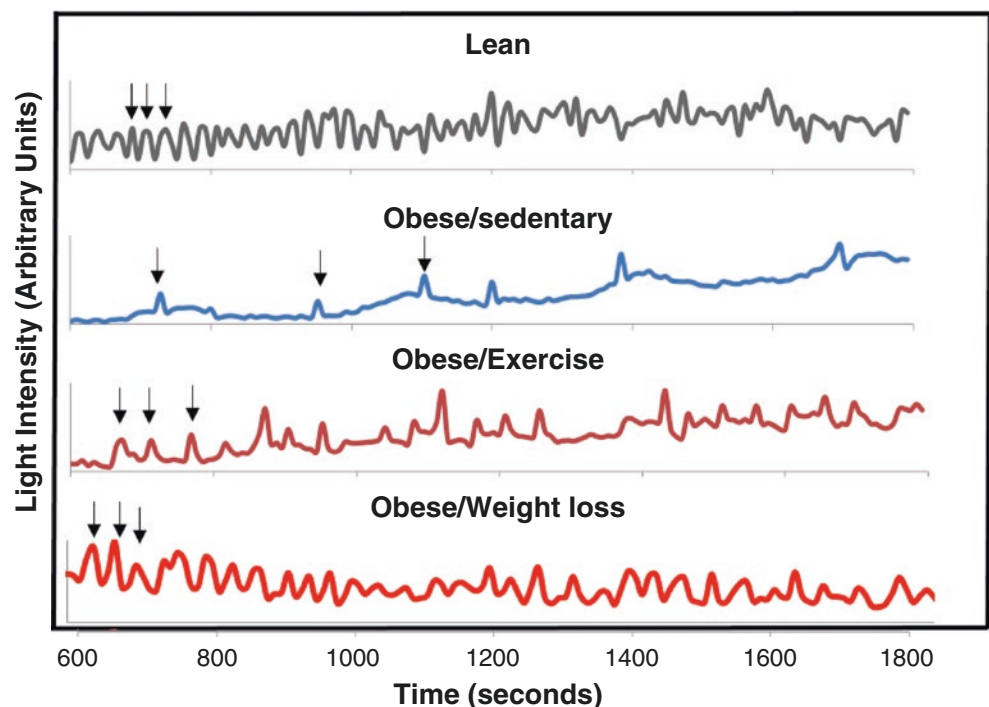 Lean
Obese/sedentary
Obese/Exercise
Obese/Weight loss
Light Intensity (Arbitrary Units)
600 800 1000 1200 1400 1600 1800
Time (seconds)